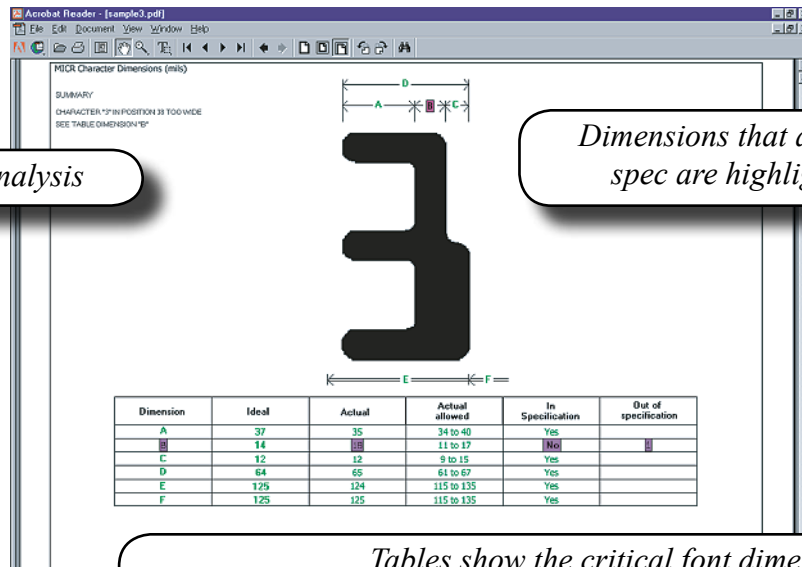 Acrobat Reader - [sample3.pdf]
File Edit Document View Window Help
MICR Character Dimensions (mils)
SUMMARY
CHARACTER "3" IN POSITION 38 TOO WIDE
SEE TABLE DIMENSION "B"
D
A B C
nalysis
Dimensions that
spec are highli
E F
Dimension Ideal Actual Actual allowed In Specification Out of specification
A 37 35 34 to 40 Yes
B 14 18 11 to 17 No 1
C 12 12 9 to 15 Yes
D 64 65 61 to 67 Yes
E 125 124 115 to 135 Yes
F 125 125 115 to 135 Yes
Tables show the critical font dime